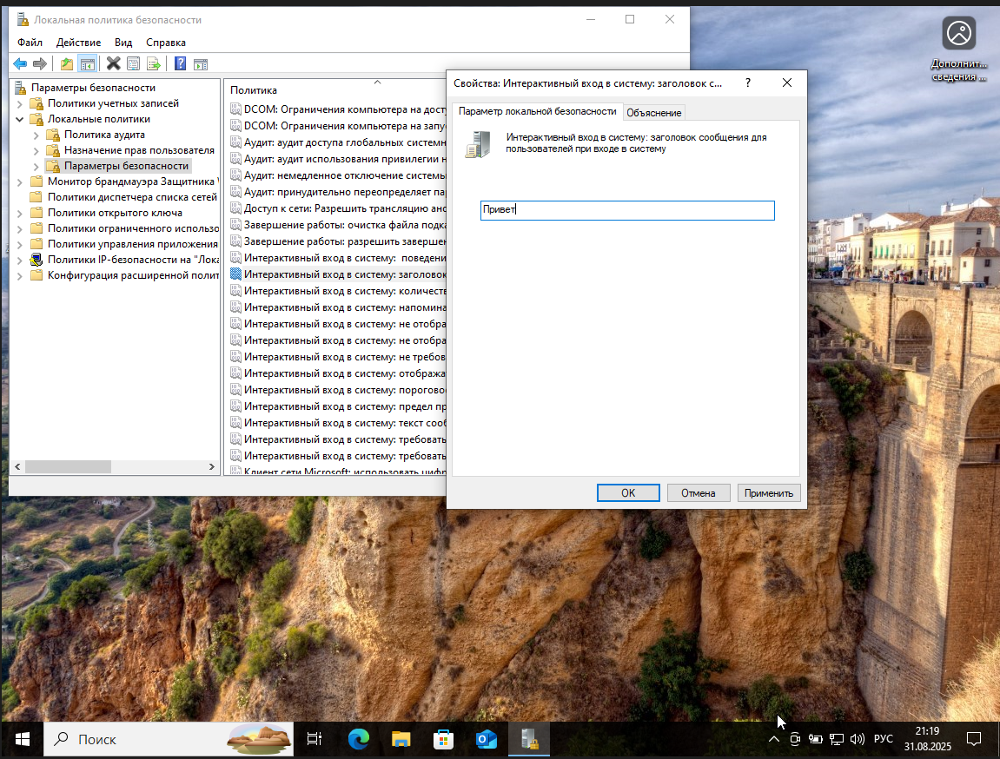 Локальная политика безопасности
Файл Действие Вид Справка
Параметры безопасности
Политики учетных записей
Локальные политики
Политика аудита
Назначение прав пользователя
Параметры безопасности
Монитор брандмауэра Защитника
Политики диспетчера списка сетей
Политики открытого ключа
Политики ограниченного использо
Политики управления приложения
Политики IP-безопасности на "Лока
Конфигурация расширенной полит
Политика
DCOM: Ограничения компьютера на дост
DCOM: Ограничения компьютера на запу
Аудит: аудит доступа глобальных системн
Аудит: аудит использования привилегии н
Аудит: немедленное отключение системы
Аудит: принудительно переопределяет па
Доступ к сети: Разрешить трансляцию ано
Завершение работы: очистка файла подка
Завершение работы: разрешить завершен
Интерактивный вход в систему: поведени
Интерактивный вход в систему: заголовок
Интерактивный вход в систему: количеств
Интерактивный вход в систему: напомина
Интерактивный вход в систему: не отобра
Интерактивный вход в систему: не отобра
Интерактивный вход в систему: не требов
Интерактивный вход в систему: отобража
Интерактивный вход в систему: пороговое
Интерактивный вход в систему: предел пр
Интерактивный вход в систему: текст сооб
Интерактивный вход в систему: требовать
Интерактивный вход в систему: требовать
Клиент сети Microsoft: использовать цифр
Свойства: Интерактивный вход в систему: заголовок с... ?
Параметр локальной безопасности Объяснение
Интерактивный вход в систему: заголовок сообщения для
пользователей при входе в систему
Привет
OK Отмена Применить
Дополнит...
сведения ...
Поиск
РУС
21:19
31.08.2025